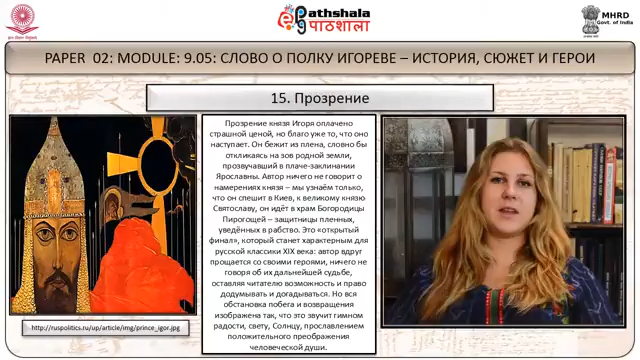 ePathshala
पाठशाला
MHRD
Govt. of India
PAPER 02: MODULE: 9.05: СЛОВО О ПОЛКУ ИГОРЕВЕ – ИСТОРИЯ, СЮЖЕТ И ГЕРОИ
15. Прозрение
Прозрение князя Игоря оплачено
страшной ценой, но благо уже то, что оно
наступает. Он бежит из плена, словно бы
откликаясь на зов родной земли,
прозвучавший в плаче-заклинании
Ярославны. Автор ничего не говорит о
намерениях князя – мы узнаём только,
что он спешит в Киев, к великому князю
Святославу, он идёт в храм Богородицы
Пирогощей – защитницы пленных,
уведённых в рабство. Это «открытый
финал», который станет характерным для
русской классики XIX века: автор вдруг
прощается со своими героями, ничего не
говоря об их дальнейшей судьбе,
оставляя читателю возможность и право
додумывать и догадываться. Но вся
обстановка побега и возвращения
изображена так, что это звучит гимном
радости, свету, Солнцу, прославлением
положительного преображения
человеческой души.
http://ruspolitics.ru/up/article/img/prince_igor.jpg